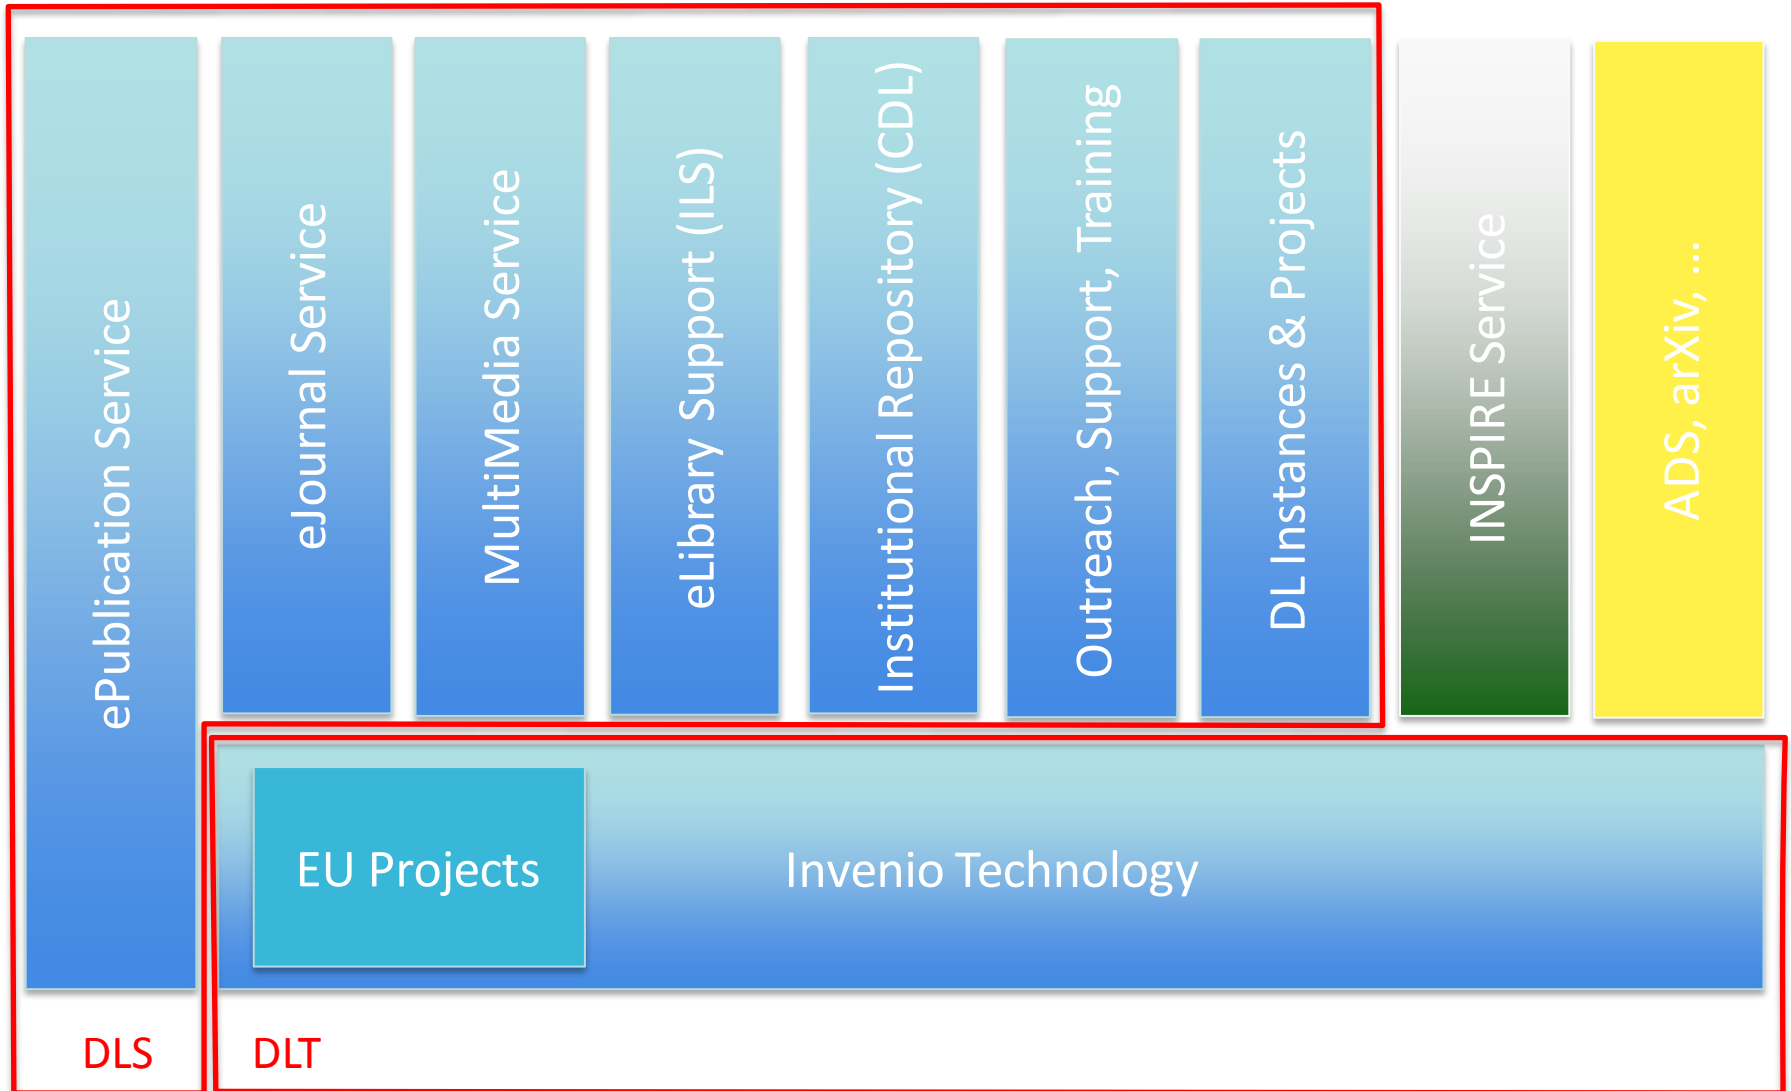 ePublication Service
eJournal Service
MultiMedia Service
eLibrary Support (ILS)
Institutional Repository (CDL)
Outreach, Support, Training
DL Instances & Projects
INSPIRE Service
ADS, arXiv, ...
EU Projects
Invenio Technology
DLS
DLT